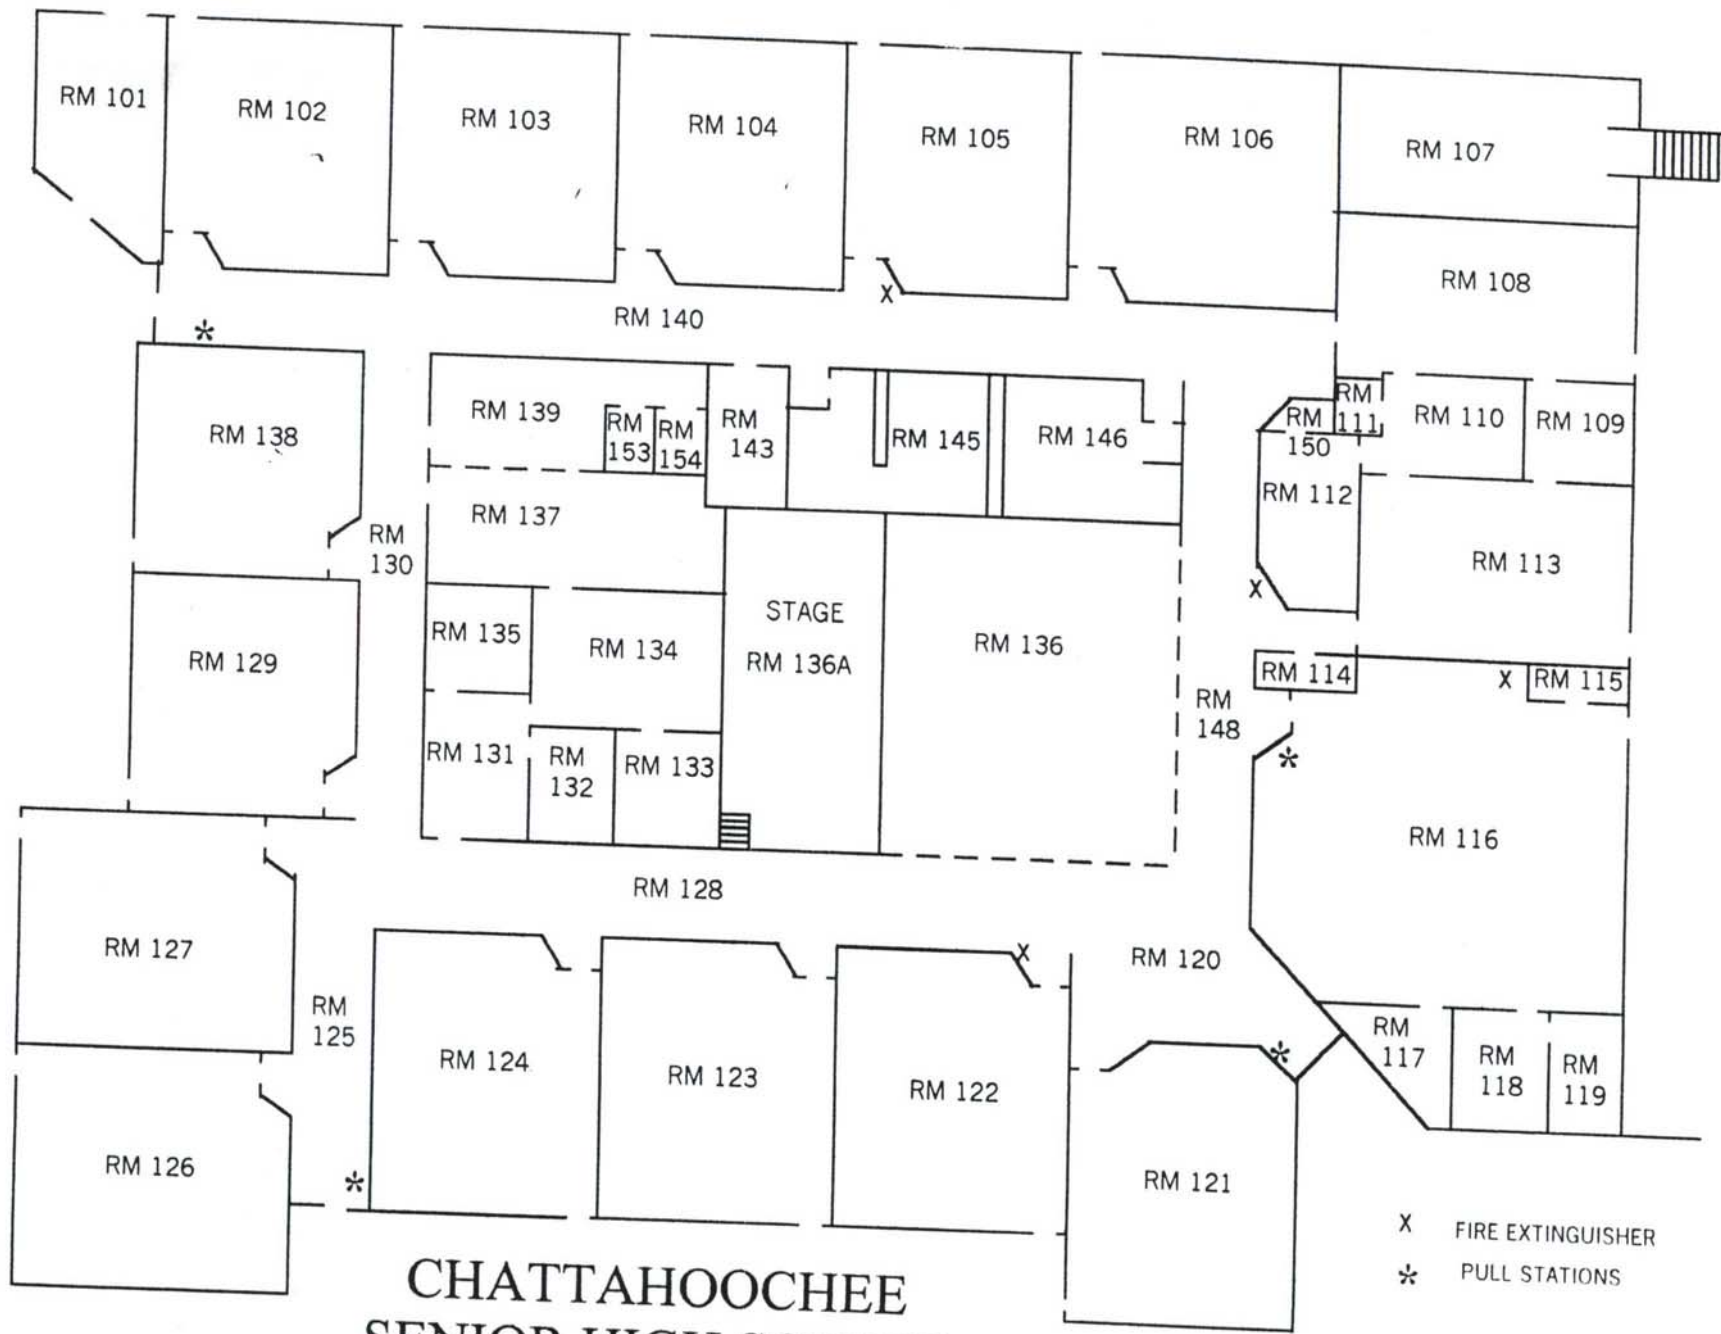 RM 101
RM 102
RM 103
RM 104
RM 105
RM 106
RM 107
RM 108
RM 140
X
*
RM 138
RM 139
RM
153
RM
154
RM
143
RM 145
RM 146
RM
150
RM
111
RM 110
RM 109
RM 112
RM 113
RM 137
RM
130
X
STAGE
RM 136A
RM 136
RM 135
RM 134
RM 129
RM 114
X
RM 115
RM
148
*
RM 131
RM
132
RM 133
RM 116
RM 128
RM 127
X
RM 120
RM
125
RM 124
RM 123
RM 122
*
RM
117
RM
118
RM
119
RM 126
*
RM 121
X FIRE EXTINGUISHER
* PULL STATIONS
CHATTAHOOCHEE
SENIOR HIGH